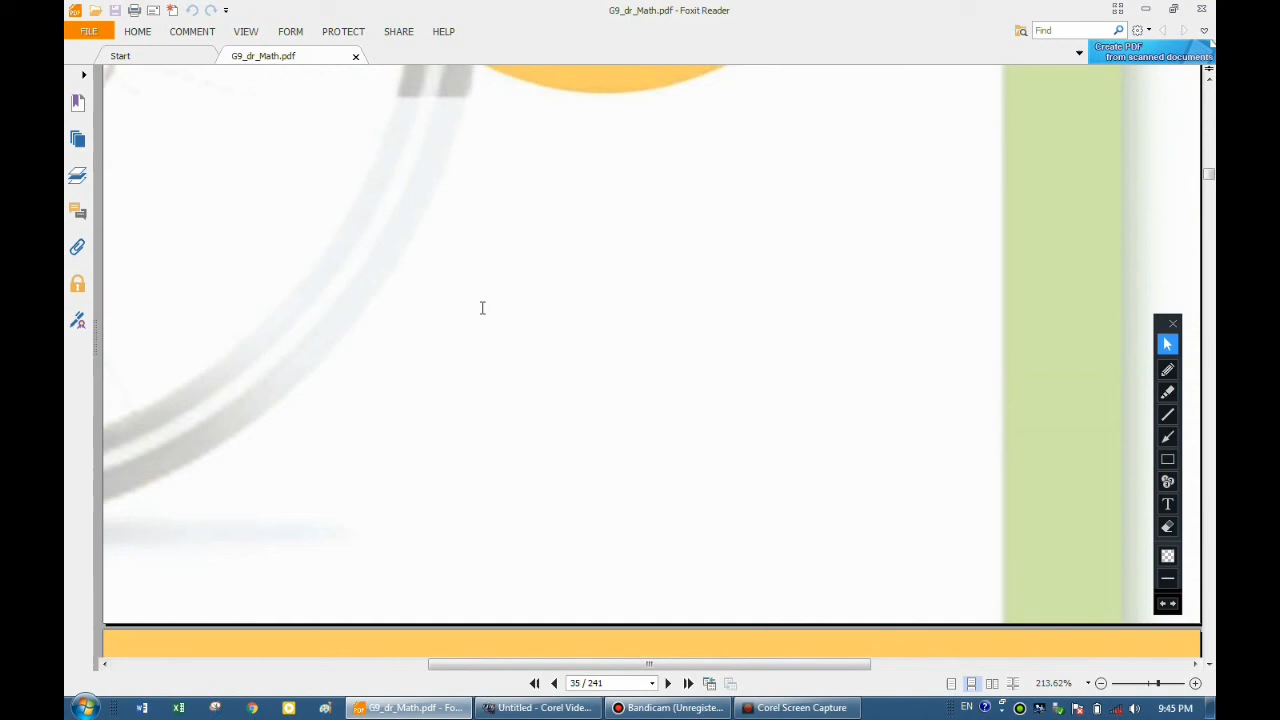 G9_dr_Math.pdf - Foxit Reader
FILE
HOME
COMMENT
VIEW
FORM
PROTECT
SHARE
HELP
Find
Start
G9_dr_Math.pdf
Create PDF
from scanned documents
T
35 / 241
213.62%
G9_dr_Math.pdf - Fo...
Untitled - Corel Vide...
Bandicam (Unregiste...
Corel Screen Capture
EN
9:45 PM